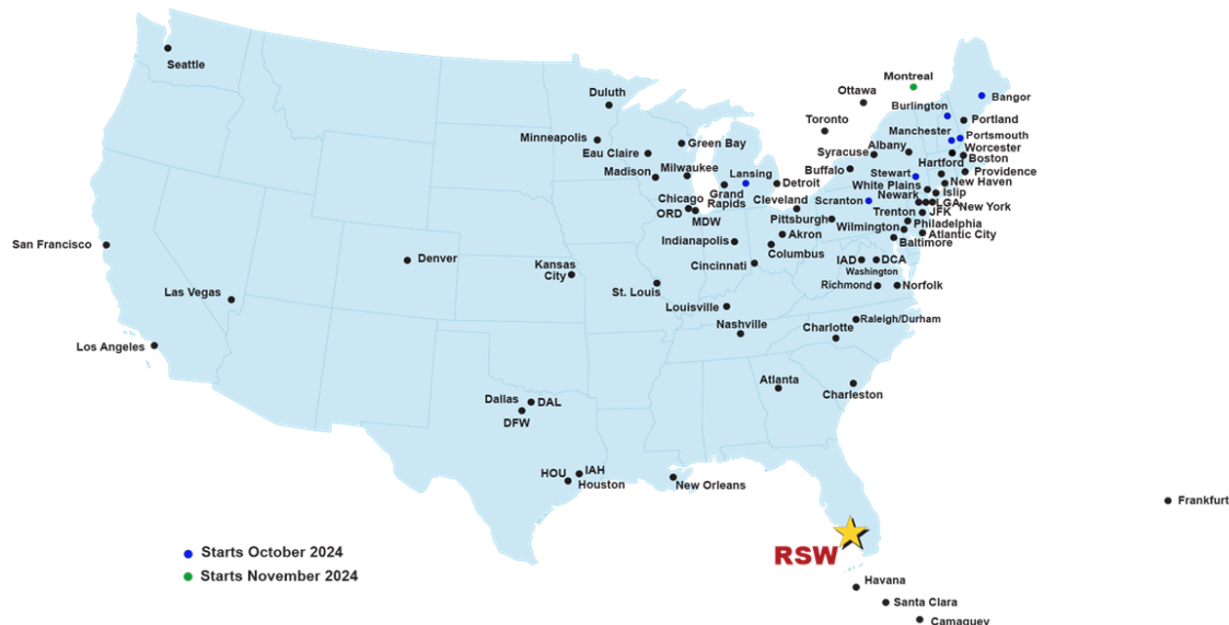 Seattle
Montreal
Ottawa
Duluth
Bangor
Burlington
Toronto
Portland
Manchester
Portsmouth
Minneapolis
Green Bay
Worcester
Albany
Eau Claire
Syracuse
Boston
Hartford
Milwaukee
Buffalo
Madison
Lansing
Stewart
Providence
Detroit
New Haven
White Plains
Grand
Rapids
Islip
Cleveland
Newark
Chicago
Scranton
LGA
New York
ORD
MDW
Trenton
JFK
Pittsburgh
Philadelphia
Wilmington
Akron
Atlantic City
Indianapolis
Baltimore
San Francisco
Columbus
Denver
IAD
DCA
Kansas
City
Cincinnati
Washington
Richmond
Norfolk
Las Vegas
St. Louis
Louisville
Raleigh/Durham
Nashville
Charlotte
Los Angeles
Atlanta
Charleston
Dallas
DAL
DFW
HOU
IAH
Houston
New Orleans
Frankfurt
Starts October 2024
RSW
Starts November 2024
Havana
Santa Clara
Camaguey